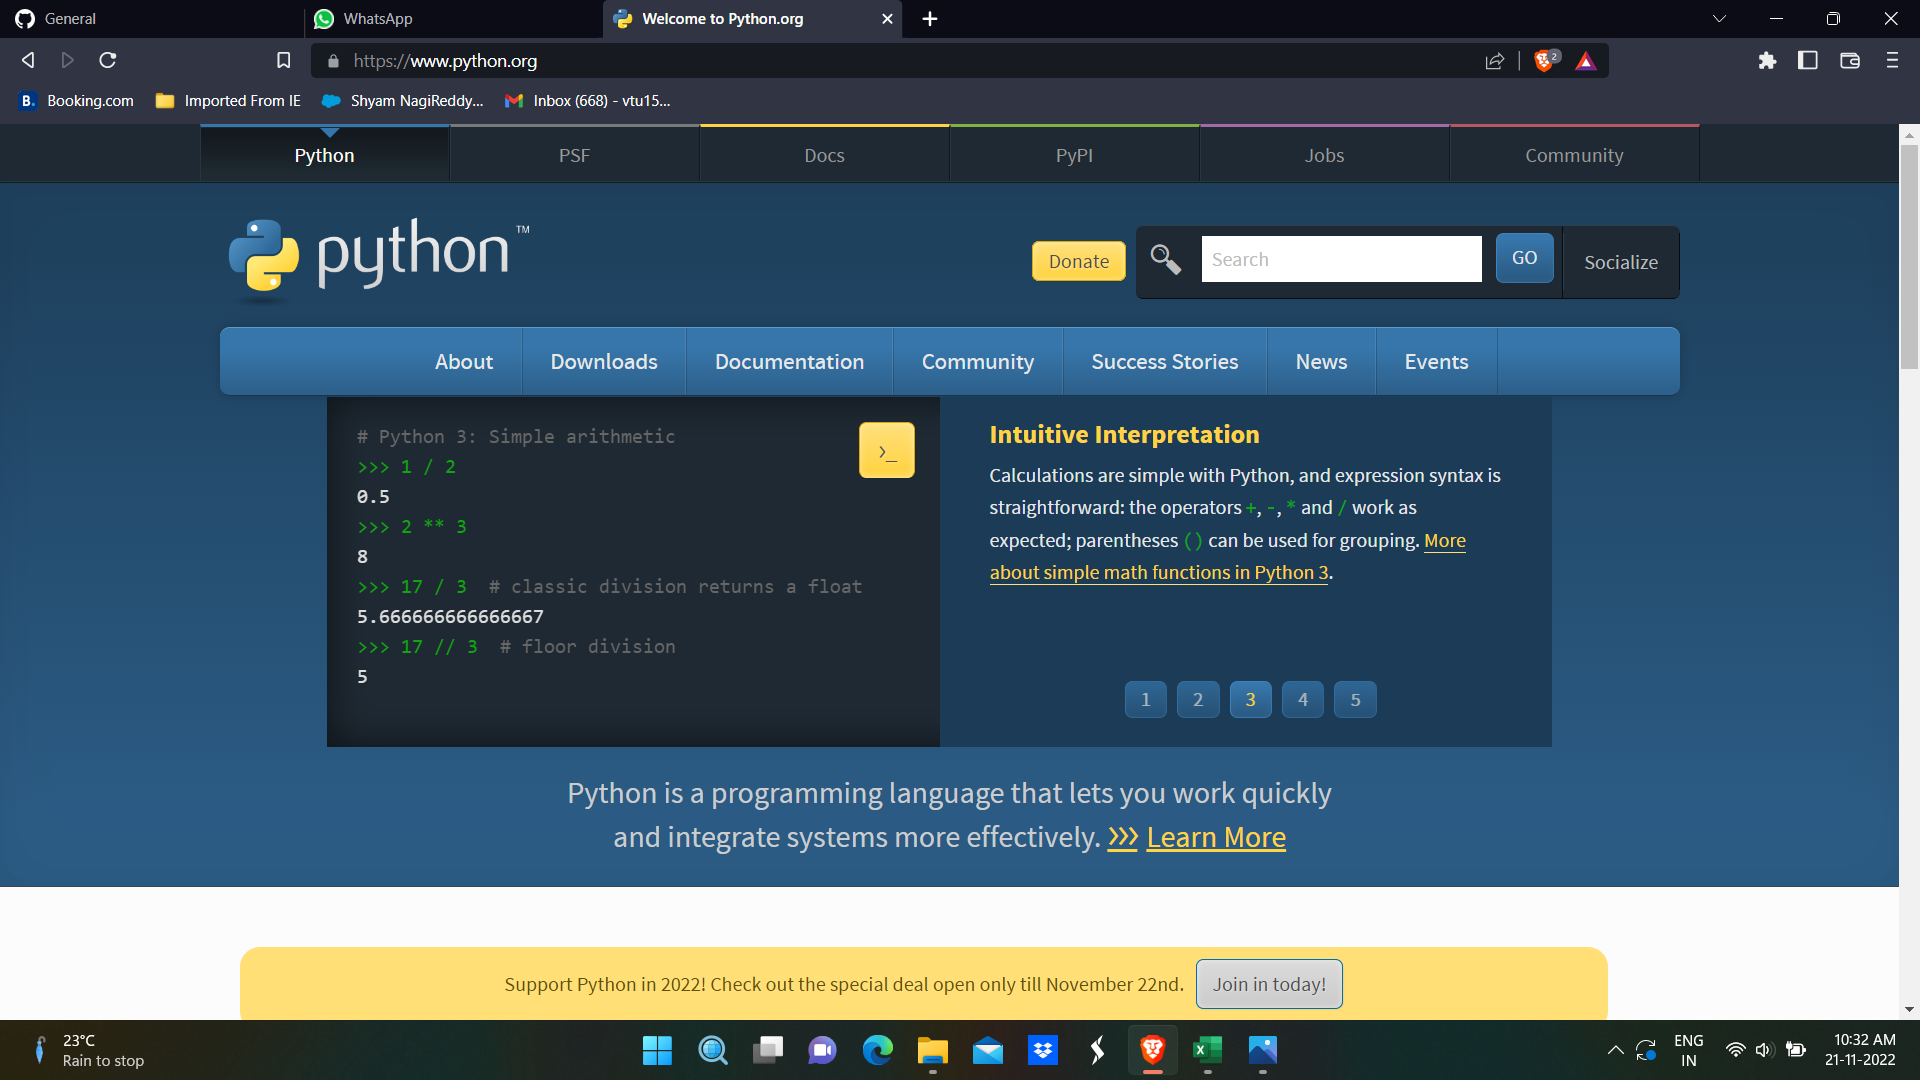 General
WhatsApp
Welcome to Python.org
https://www.python.org
2
B. Booking.com
Imported From IE
Shyam NagiReddy...
Inbox (668) - vtu15...
Python
PSF
Docs
PyPI
Jobs
Community
python™
Donate
Search
GO
Socialize
About
Downloads
Documentation
Community
Success Stories
News
Events
# Python 3: Simple arithmetic
>>> 1 / 2
0.5
>>> 2 ** 3
8
>>> 17 / 3  # classic division returns a float
5.666666666666667
>>> 17 // 3  # floor division
5
>_
Intuitive Interpretation
Calculations are simple with Python, and expression syntax is
straightforward: the operators +, -, * and / work as
expected; parentheses () can be used for grouping. More
about simple math functions in Python 3.
1 2 3 4 5
Python is a programming language that lets you work quickly
and integrate systems more effectively. >>> Learn More
Support Python in 2022! Check out the special deal open only till November 22nd.
Join in today!
23°C
Rain to stop
ENG
IN
10:32 AM
21-11-2022